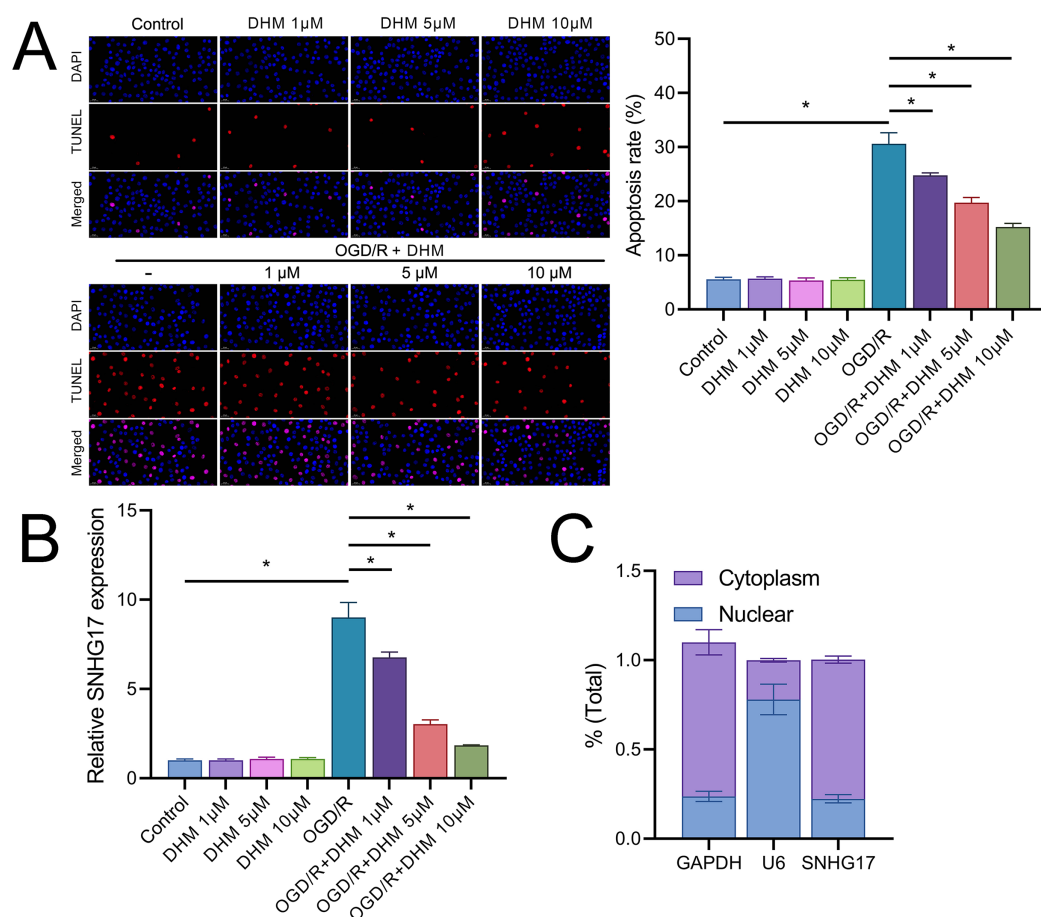 A
Control DHM 1μM DHM 5μM DHM 10μM
DAPI
TUNEL
Merged
OGD/R + DHM
– 1 μM 5 μM 10 μM
DAPI
TUNEL
Merged
Apoptosis rate (%)
50
40
30
20
10
0
* * * *
Control
DHM 1μM
DHM 5μM
DHM 10μM
OGD/R
OGD/R+DHM 1μM
OGD/R+DHM 5μM
OGD/R+DHM 10μM
B
Relative SNHG17 expression
15
10
5
0
* * * *
Control
DHM 1μM
DHM 5μM
DHM 10μM
OGD/R
OGD/R+DHM 1μM
OGD/R+DHM 5μM
OGD/R+DHM 10μM
C
% (Total)
1.5
1.0
0.5
0.0
Cytoplasm
Nuclear
GAPDH U6 SNHG17